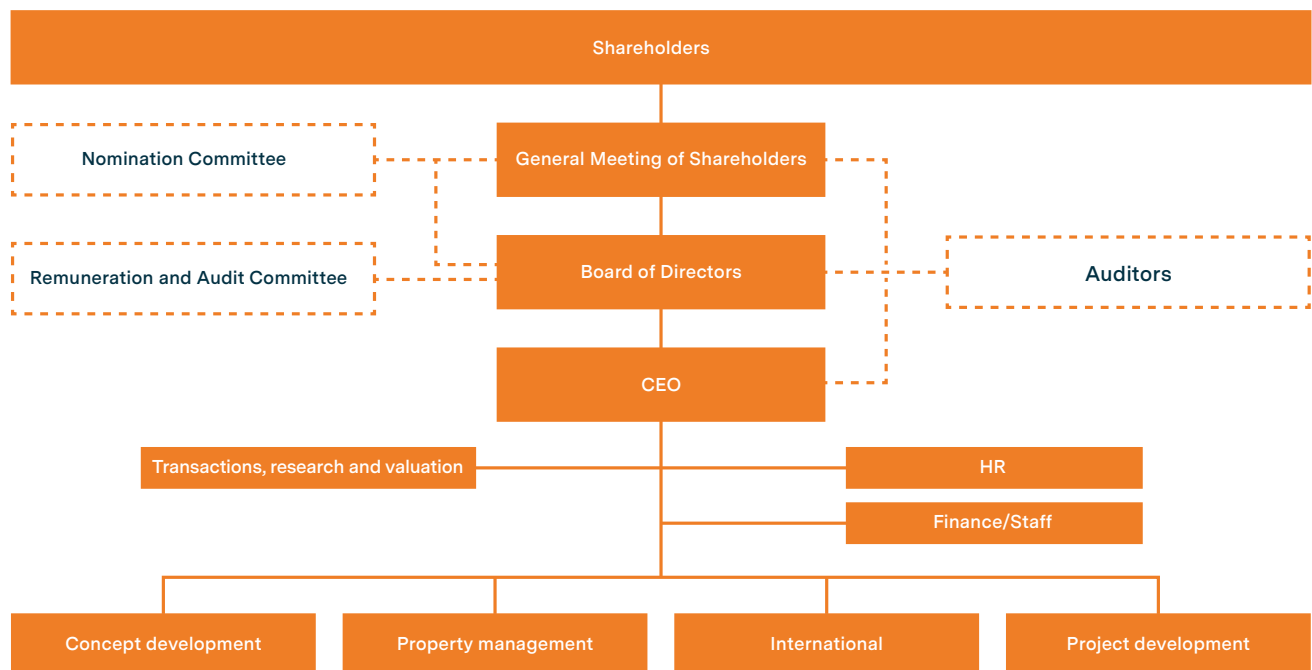 Shareholders
Nomination Committee
General Meeting of Shareholders
Remuneration and Audit Committee
Board of Directors
Auditors
CEO
Transactions, research and valuation
HR
Finance/Staff
Concept development
Property management
International
Project development